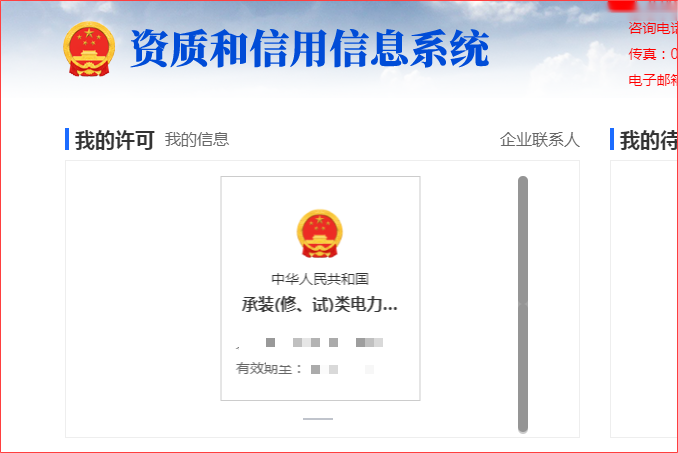 资质和信用信息系统
咨询电话
传真：0
电子邮箱
我的许可 我的信息 企业联系人 我的待
中华人民共和国
承装(修、试)类电力...
有效期至：